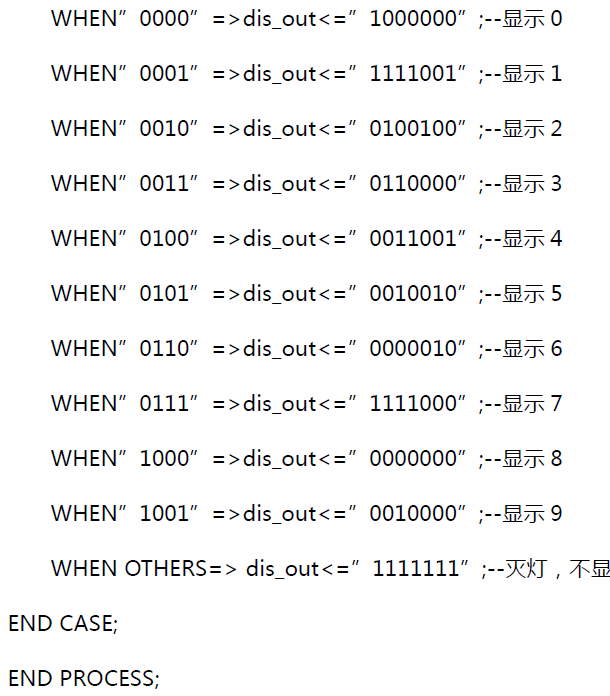 WHEN”0000”=>dis_out<=”1000000”;--显示 0
WHEN”0001”=>dis_out<=”1111001”;--显示 1
WHEN”0010”=>dis_out<=”0100100”;--显示 2
WHEN”0011”=>dis_out<=”0110000”;--显示 3
WHEN”0100”=>dis_out<=”0011001”;--显示 4
WHEN”0101”=>dis_out<=”0010010”;--显示 5
WHEN”0110”=>dis_out<=”0000010”;--显示 6
WHEN”0111”=>dis_out<=”1111000”;--显示 7
WHEN”1000”=>dis_out<=”0000000”;--显示 8
WHEN”1001”=>dis_out<=”0010000”;--显示 9
WHEN OTHERS=> dis_out<=”1111111”;--灭灯，不显
END CASE;
END PROCESS;